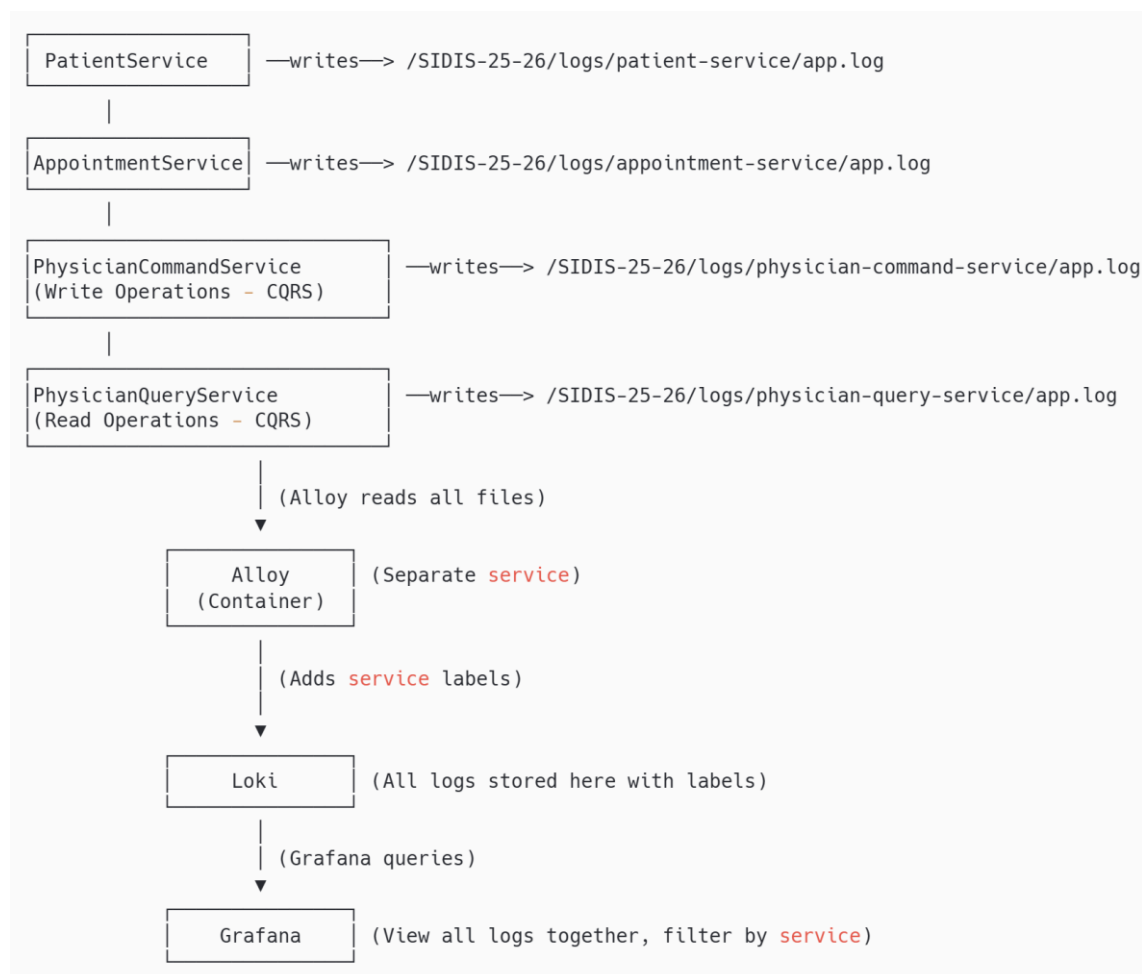 PatientService —writes—> /SIDIS-25-26/logs/patient-service/app.log
AppointmentService —writes—> /SIDIS-25-26/logs/appointment-service/app.log
PhysicianCommandService —writes—> /SIDIS-25-26/logs/physician-command-service/app.log
(Write Operations - CQRS)
PhysicianQueryService —writes—> /SIDIS-25-26/logs/physician-query-service/app.log
(Read Operations - CQRS)
(Alloy reads all files)
Alloy (Separate service)
(Container)
(Adds service labels)
Loki (All logs stored here with labels)
(Grafana queries)
Grafana (View all logs together, filter by service)